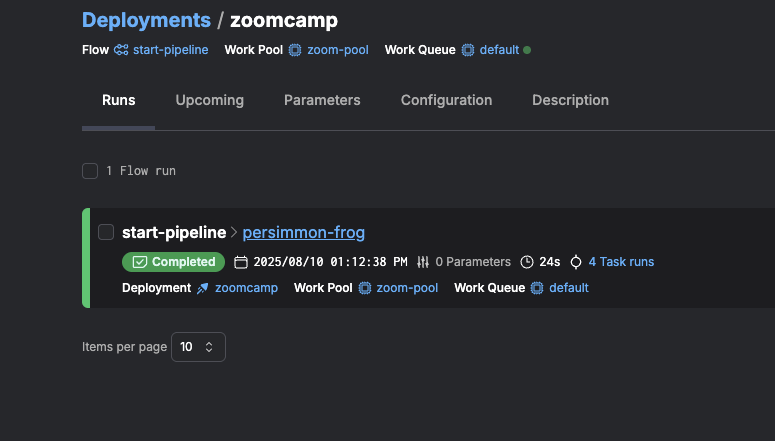 Deployments / zoomcamp
Flow start-pipeline Work Pool zoom-pool Work Queue default
Runs Upcoming Parameters Configuration Description
1 Flow run
start-pipeline > persimmon-frog
Completed 2025/08/10 01:12:38 PM 0 Parameters 24s 4 Task runs
Deployment zoomcamp Work Pool zoom-pool Work Queue default
Items per page 10